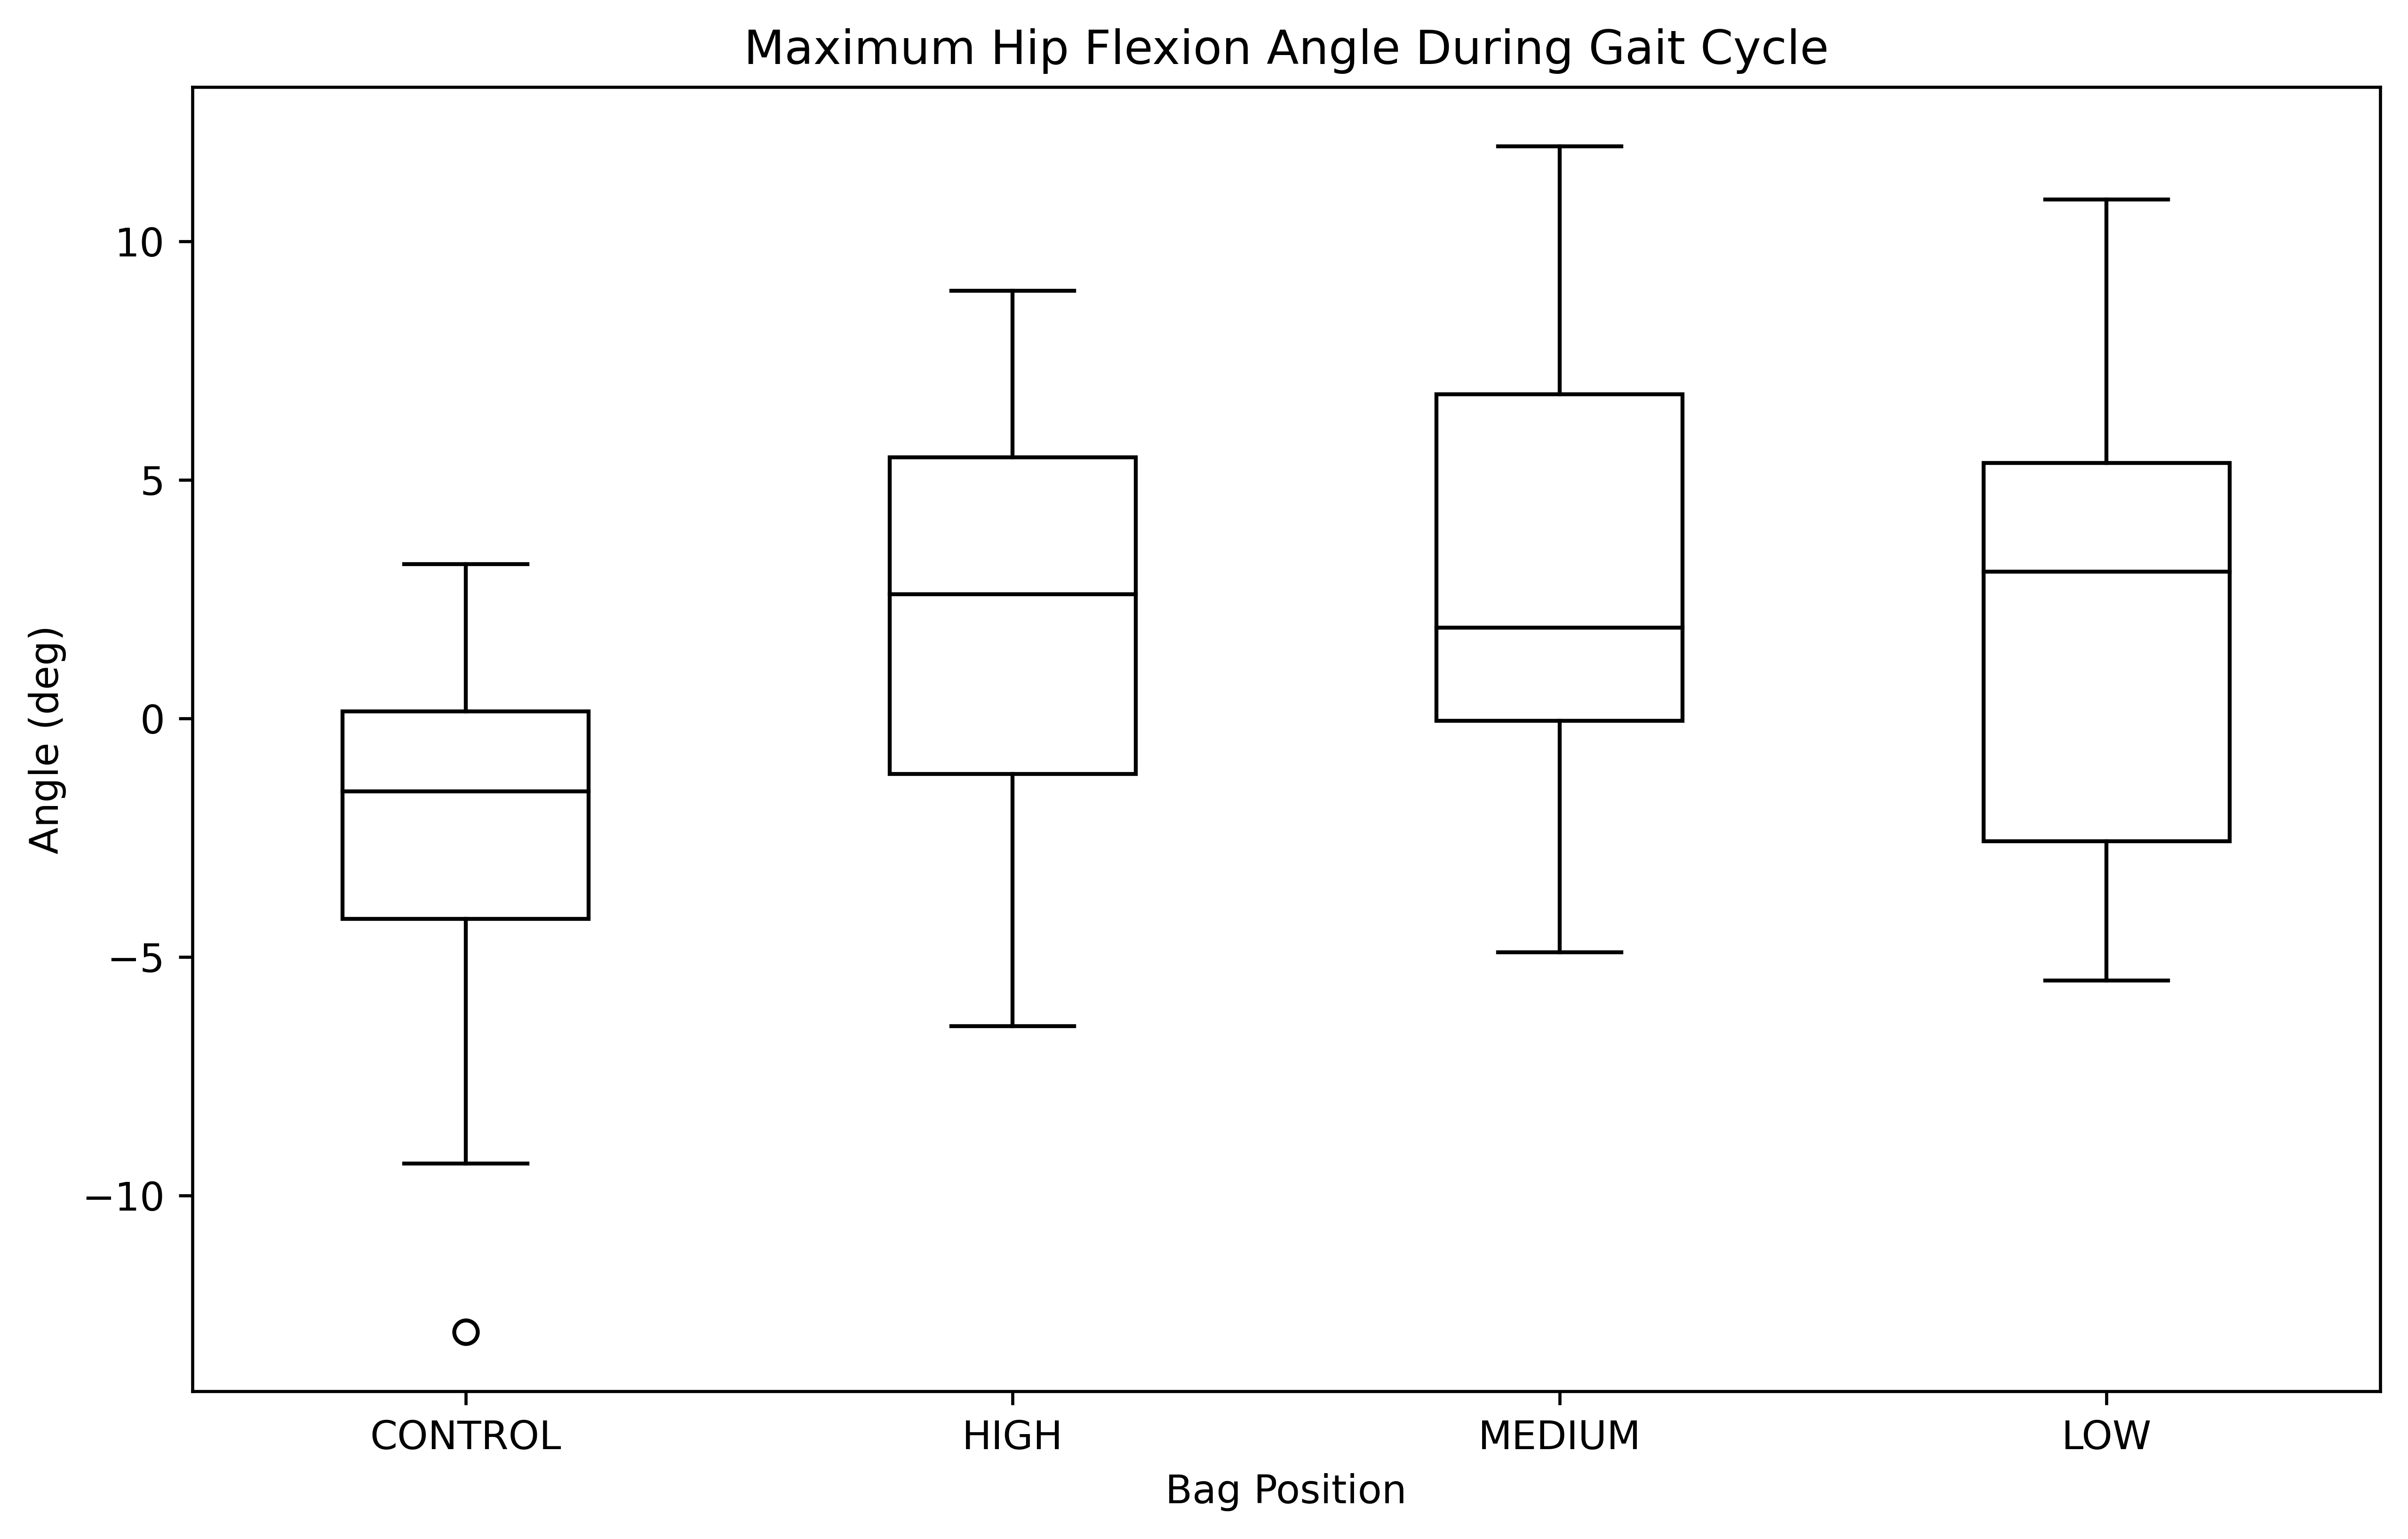 Maximum Hip Flexion Angle During Gait Cycle
10
5
0
−5
−10
Angle (deg)
CONTROL HIGH MEDIUM LOW
Bag Position